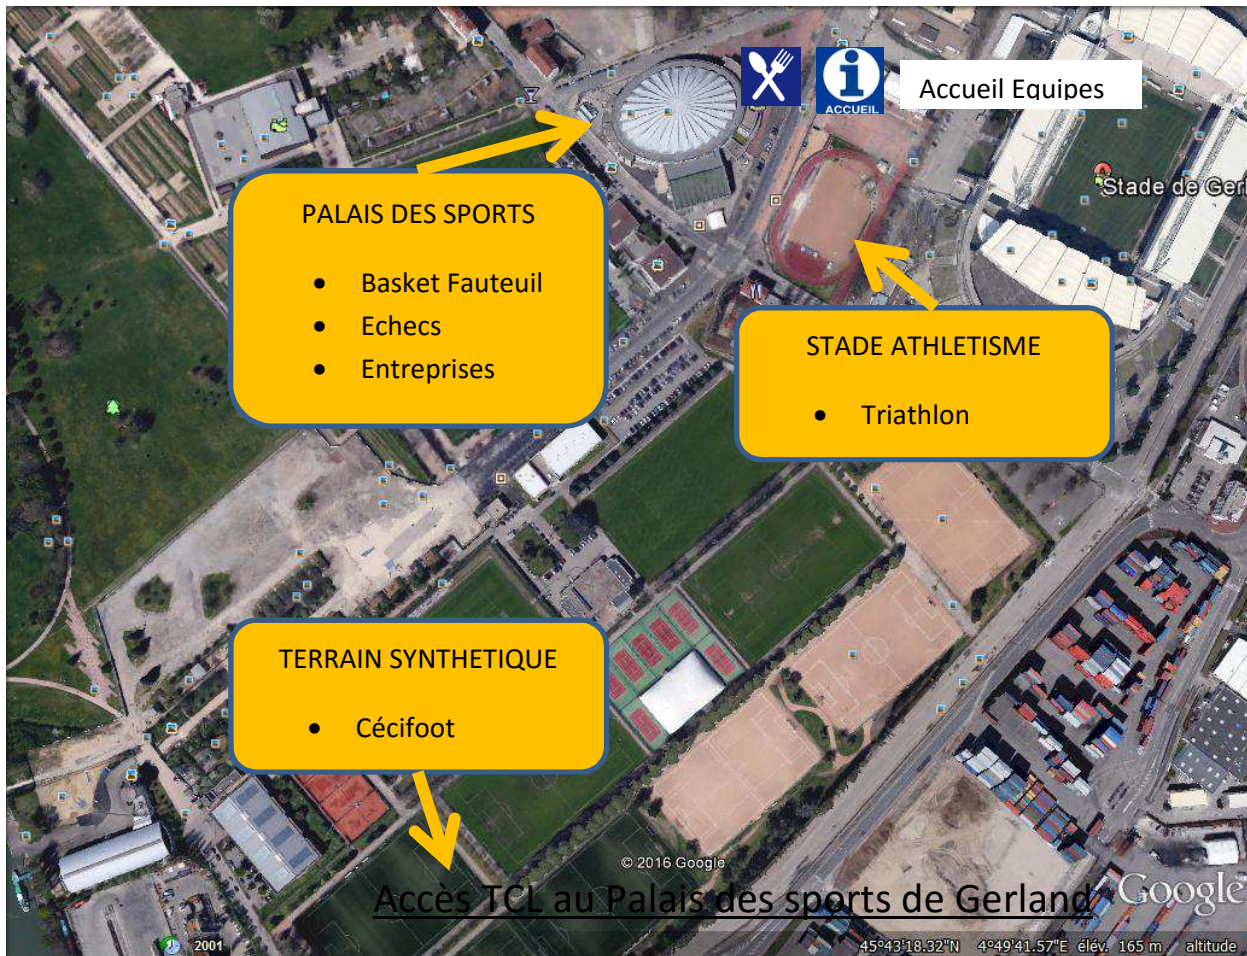 ACCUEIL
Accueil Equipes
Stade de Gerl
PALAIS DES SPORTS
• Basket Fauteuil
• Echecs
• Entreprises
STADE ATHLETISME
• Triathlon
TERRAIN SYNTHETIQUE
• Cécifoot
© 2016 Google
Accès TCL au Palais des sports de Gerland
Google
2001
45°43'18.32"N 4°49'41.57"E élév. 165 m altitude